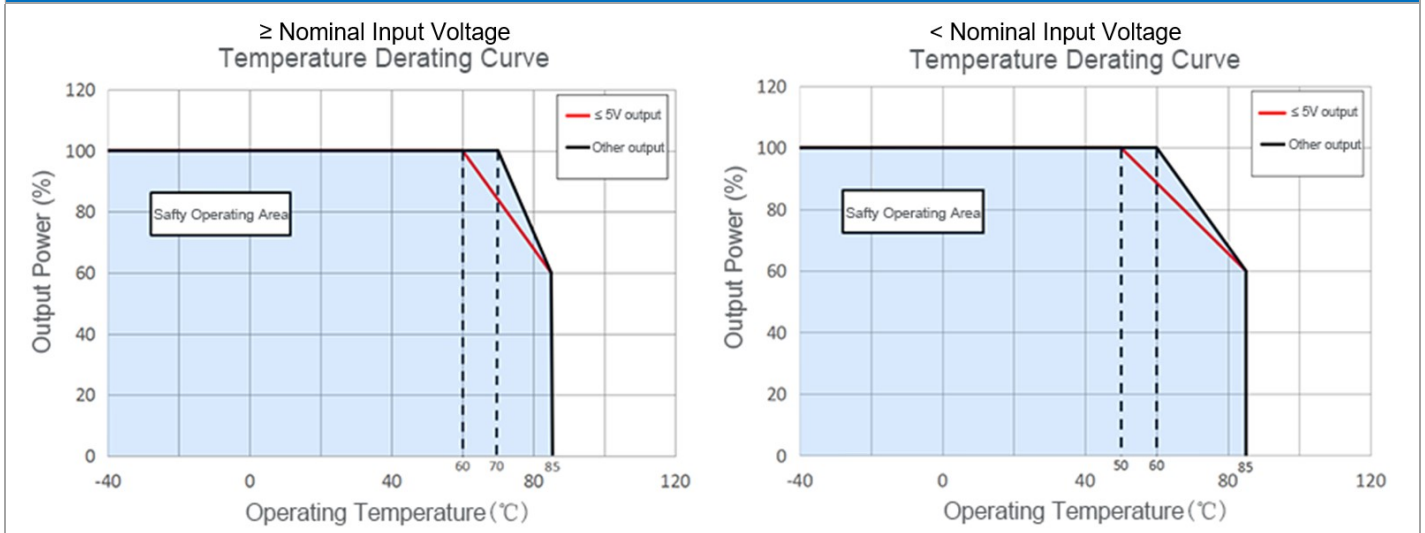 ≥ Nominal Input Voltage
Temperature Derating Curve
120
100
80
60
40
20
0
Output Power (%)
≤ 5V output
Other output
Safty Operating Area
60
70
85
-40
0
40
80
120
Operating Temperature(℃)
< Nominal Input Voltage
Temperature Derating Curve
120
100
80
60
40
20
0
Output Power (%)
≤ 5V output
Other output
Safty Operating Area
50
60
85
-40
0
40
80
120
Operating Temperature(℃)